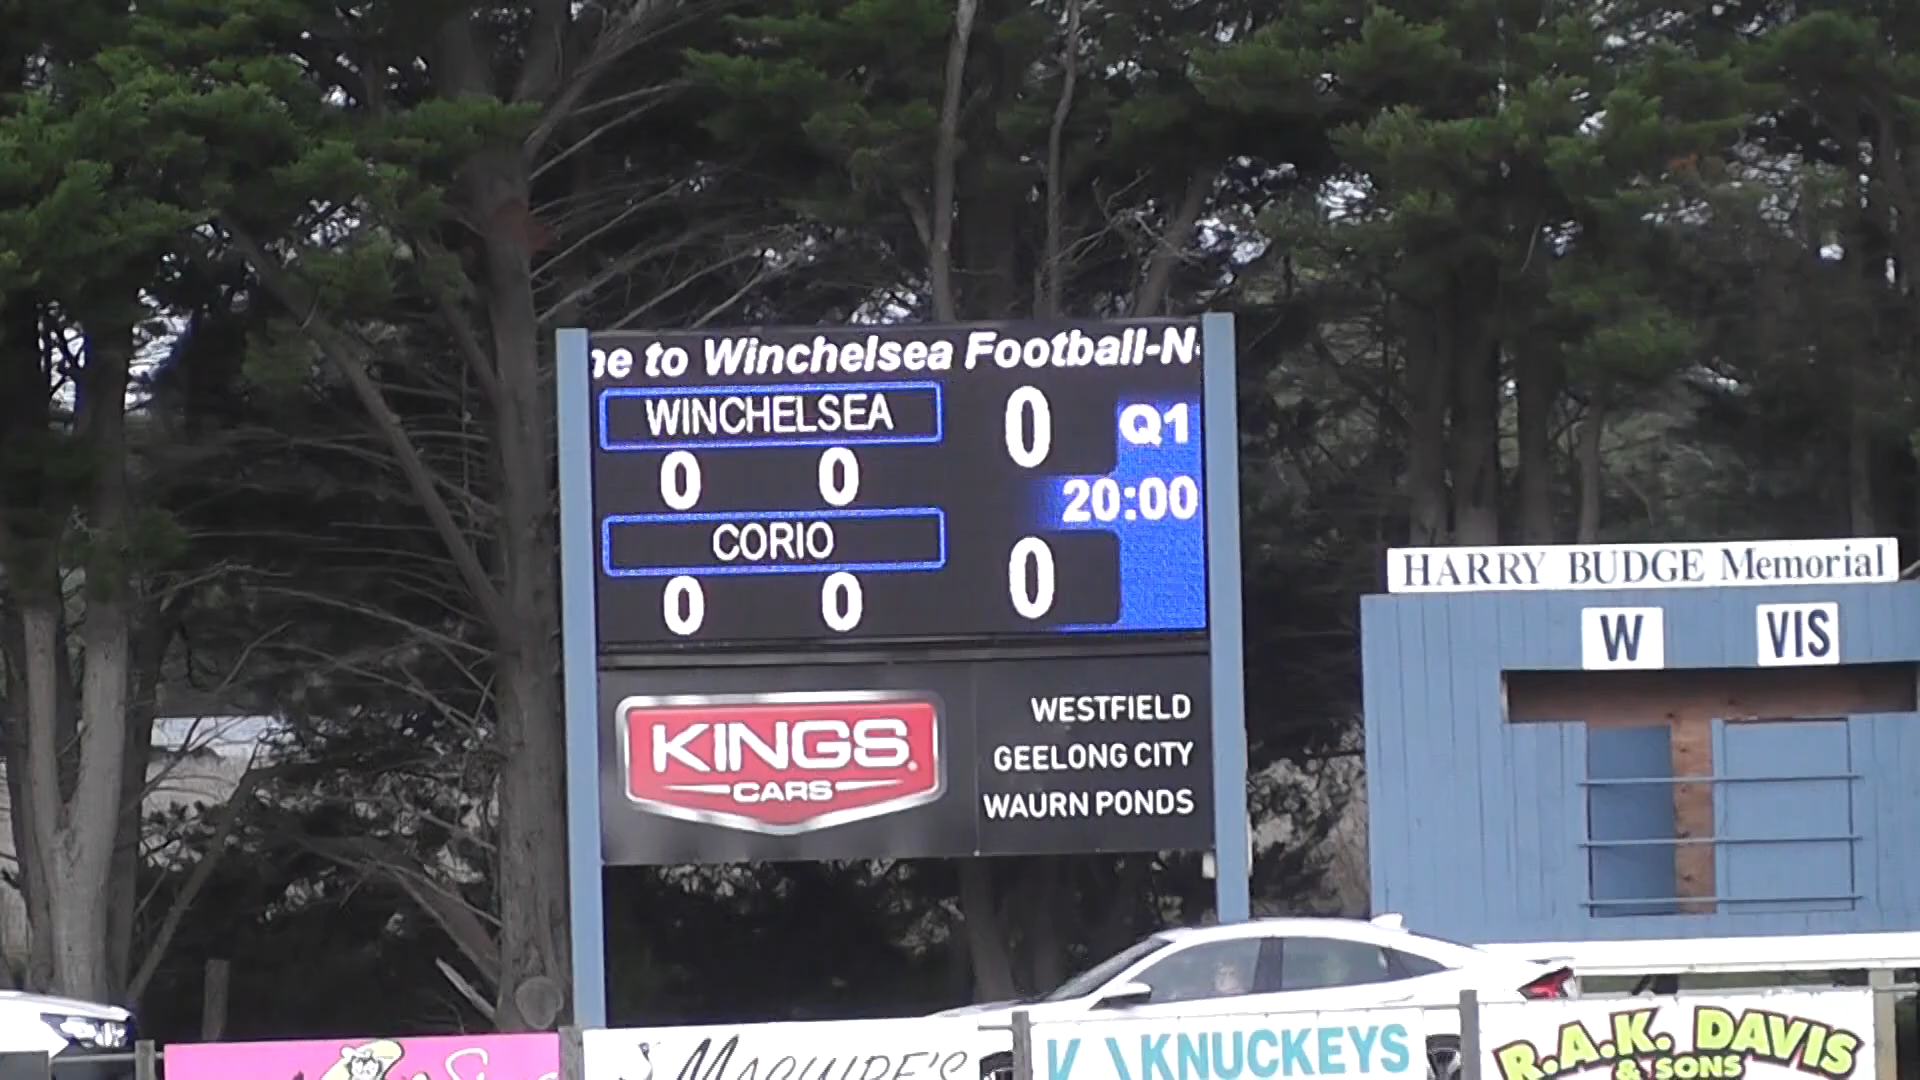 to Winchelsea Football-N
WINCHELSEA 0 Q1
0 0
20:00
CORIO 0
0 0
KINGS
CARS
WESTFIELD
GEELONG CITY
WAURN PONDS
HARRY BUDGE Memorial
W VIS
MAGUIRE'S
KNUCKEYS
R.A.K. DAVIS
& SONS